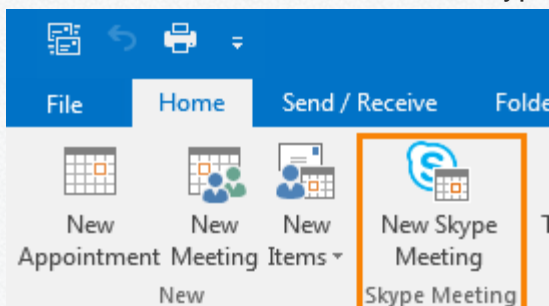 File Home Send / Receive
New Appointment New Meeting New Items New Skype Meeting
New Skype Meeting